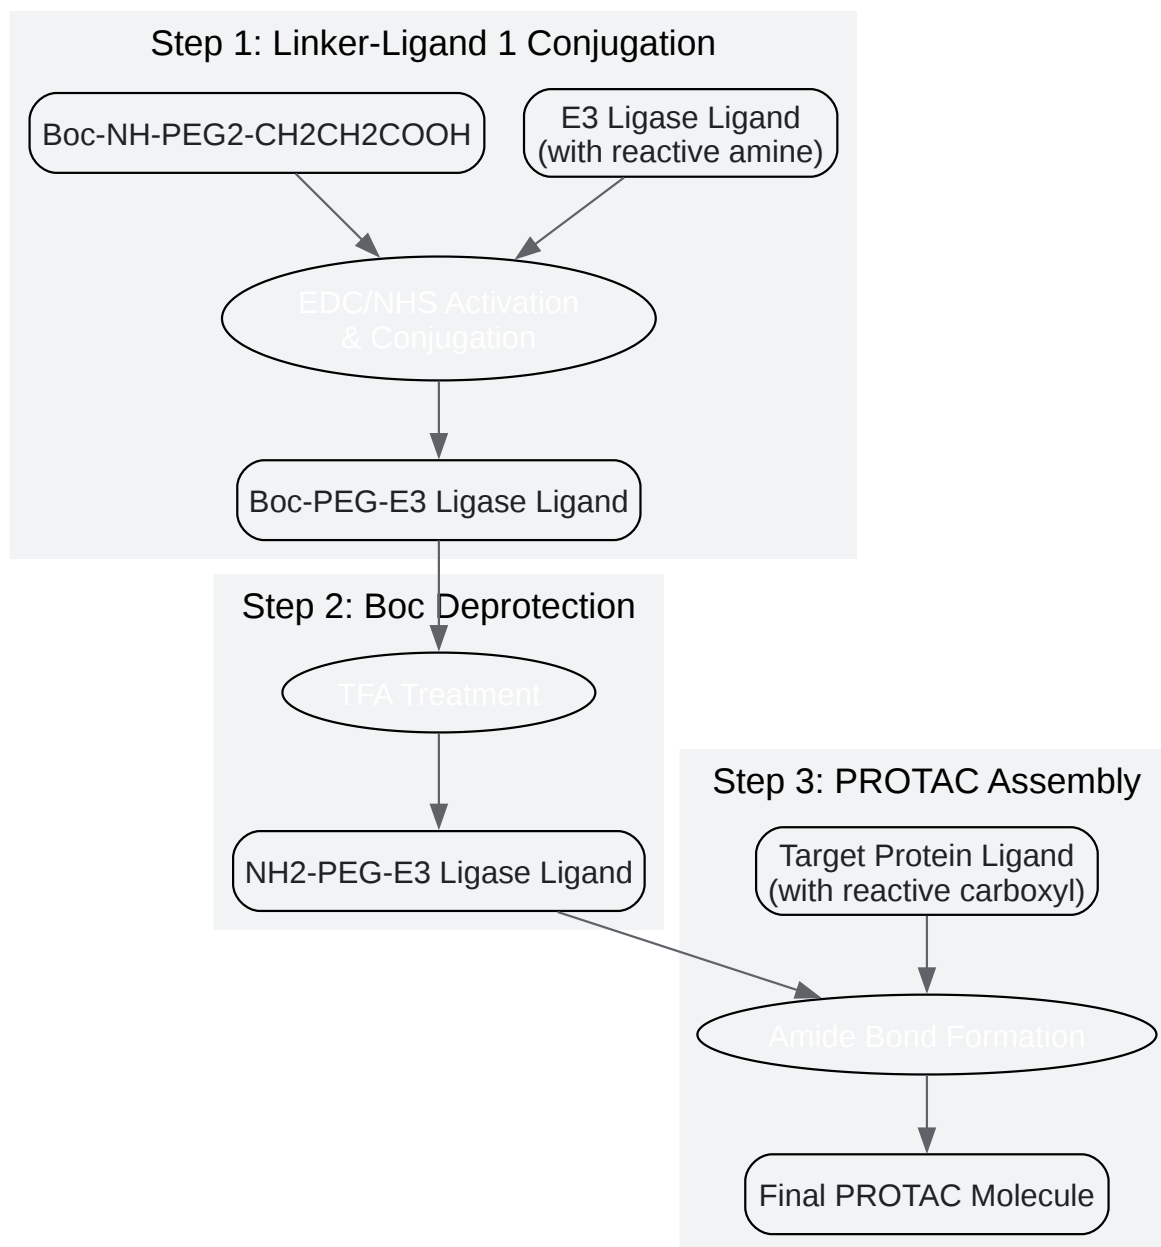 Step 1: Linker-Ligand 1 Conjugation
Boc-NH-PEG2-CH2CH2COOH
E3 Ligase Ligand
(with reactive amine)
EDC/NHS Activation
& Conjugation
Boc-PEG-E3 Ligase Ligand
Step 2: Boc Deprotection
TFA Treatment
NH2-PEG-E3 Ligase Ligand
Step 3: PROTAC Assembly
Target Protein Ligand
(with reactive carboxyl)
Amide Bond Formation
Final PROTAC Molecule